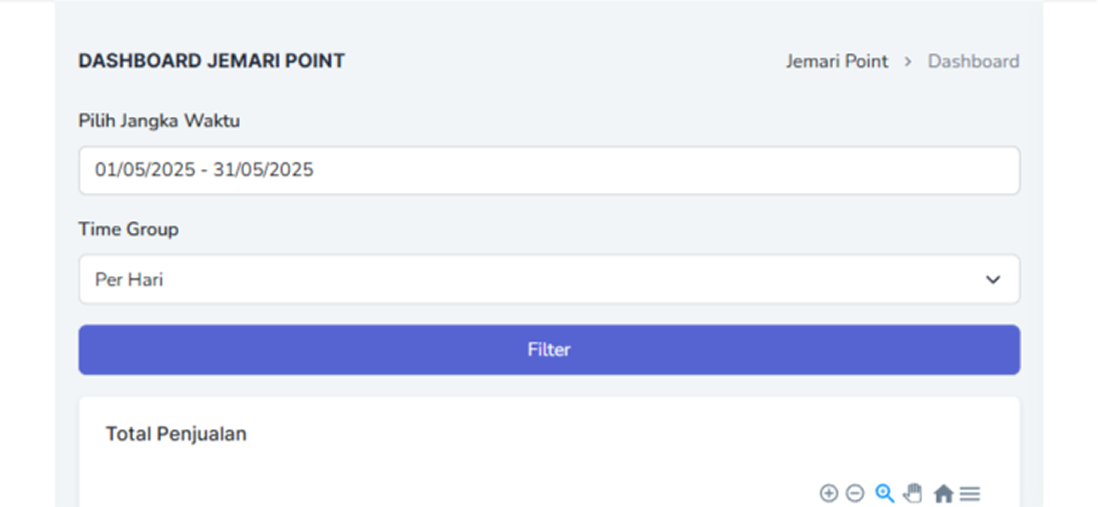 DASHBOARD JEMARI POINT
Jemari Point > Dashboard
Pilih Jangka Waktu
01/05/2025 - 31/05/2025
Time Group
Per Hari
Filter
Total Penjualan